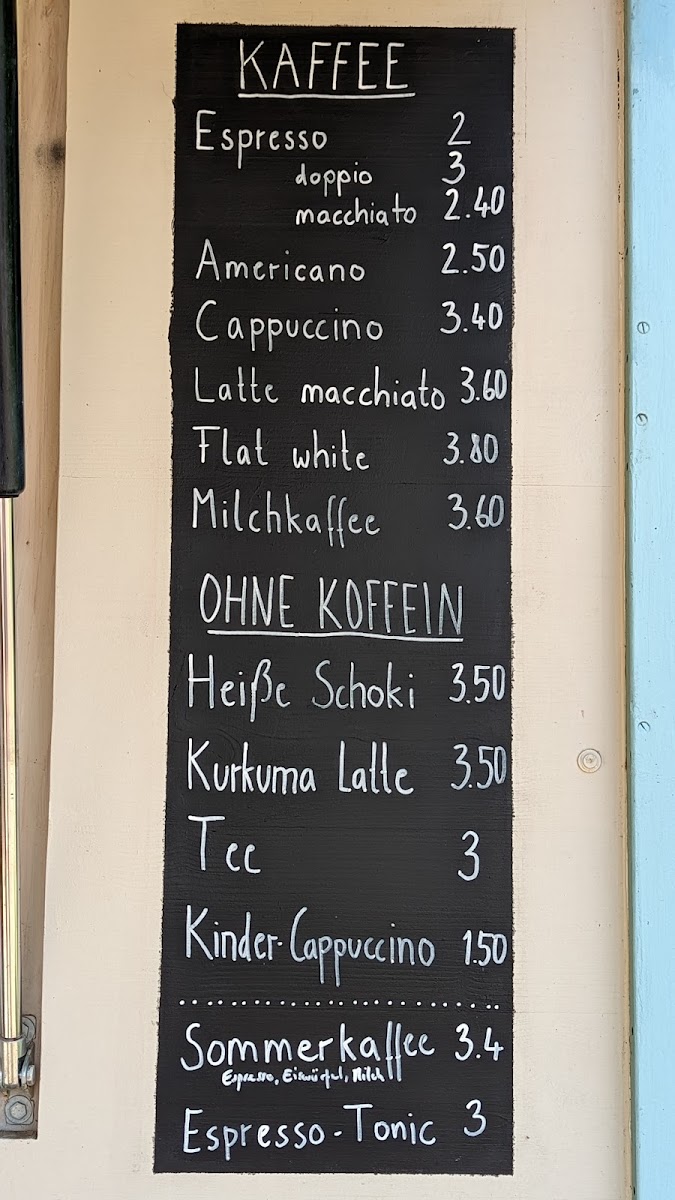 KAFFEE
Espresso 2
doppio 3
macchiato 2.40
Americano 2.50
Cappuccino 3.40
Latte macchiato 3.60
Flat white 3.80
Milchkaffee 3.60
OHNE KOFFEIN
Heiße Schoki 3.50
Kurkuma Latte 3.50
Tee 3
Kinder-Cappuccino 1.50
Sommerkaffee 3.4
Espresso, Eiswürfel, Milch
Espresso-Tonic 3